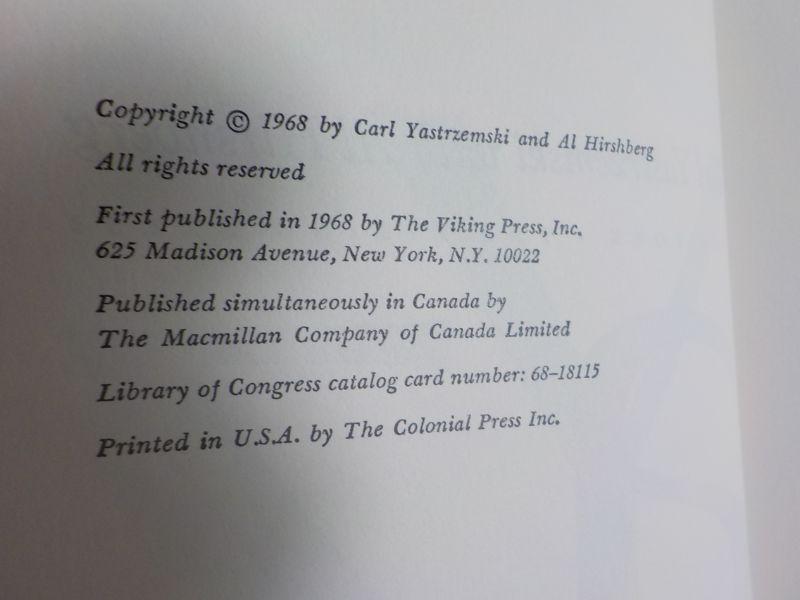 Copyright © 1968 by Carl Yastrzemski and Al Hirshberg
All rights reserved
First published in 1968 by The Viking Press, Inc.
625 Madison Avenue, New York, N.Y. 10022
Published simultaneously in Canada by
The Macmillan Company of Canada Limited
Library of Congress catalog card number: 68–18115
Printed in U.S.A. by The Colonial Press Inc.